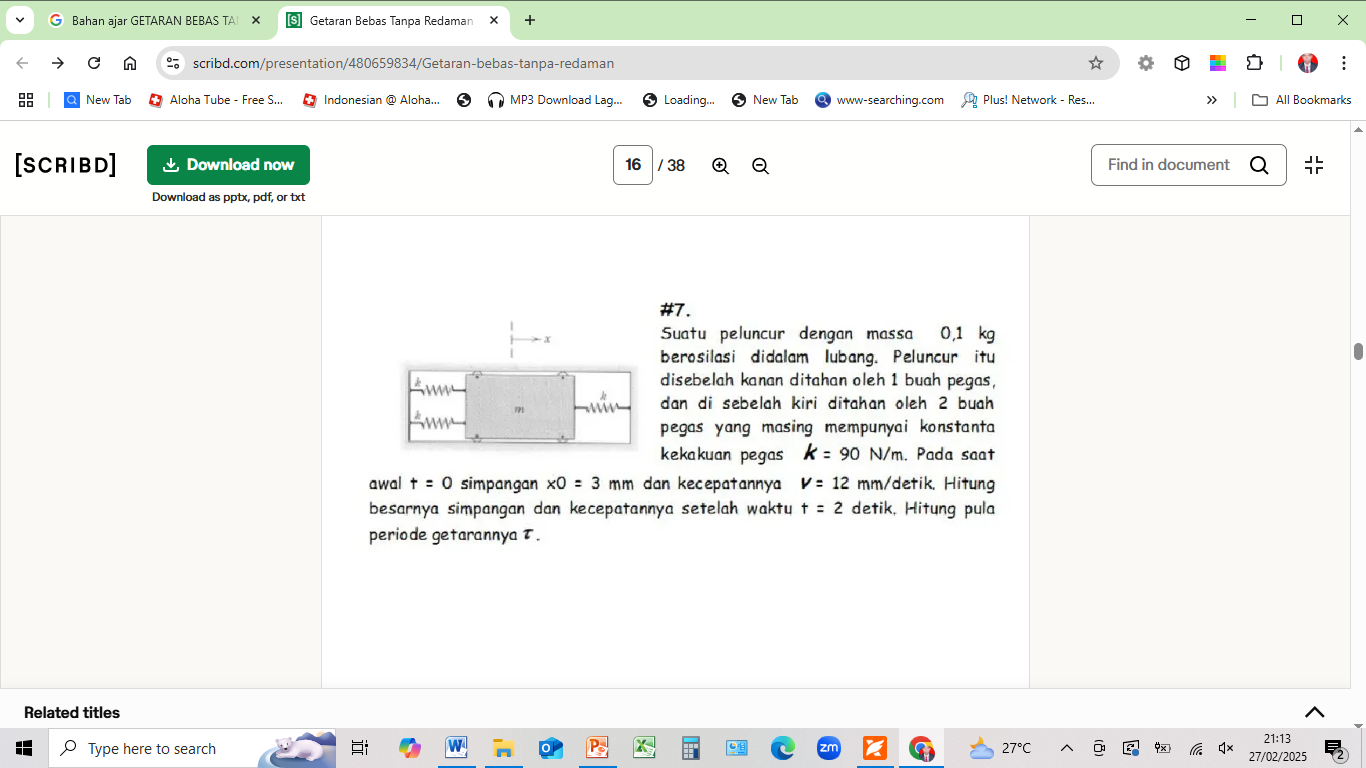 Bahan ajar GETARAN BEBAS TA
Getaran Bebas Tanpa Redaman
scribd.com/presentation/480659834/Getaran-bebas-tanpa-redaman
New Tab
Aloha Tube - Free S...
Indonesian @ Aloha...
MP3 Download Lag...
Loading...
New Tab
www-searching.com
Plus! Network - Res...
All Bookmarks
[SCRIBD]
Download now
Download as pptx, pdf, or txt
16 / 38
Find in document
#7.
Suatu peluncur dengan massa 0,1 kg
berosilasi didalam lubang. Peluncur itu
disebelah kanan ditahan oleh 1 buah pegas,
dan di sebelah kiri ditahan oleh 2 buah
pegas yang masing mempunyai konstanta
kekakuan pegas k = 90 N/m. Pada saat
awal t = 0 simpangan x0 = 3 mm dan kecepatannya v = 12 mm/detik. Hitung
besarnya simpangan dan kecepatannya setelah waktu t = 2 detik. Hitung pula
periode getarannya τ.
x
k
k
m
k
Related titles
Type here to search
27°C
21:13
27/02/2025
2